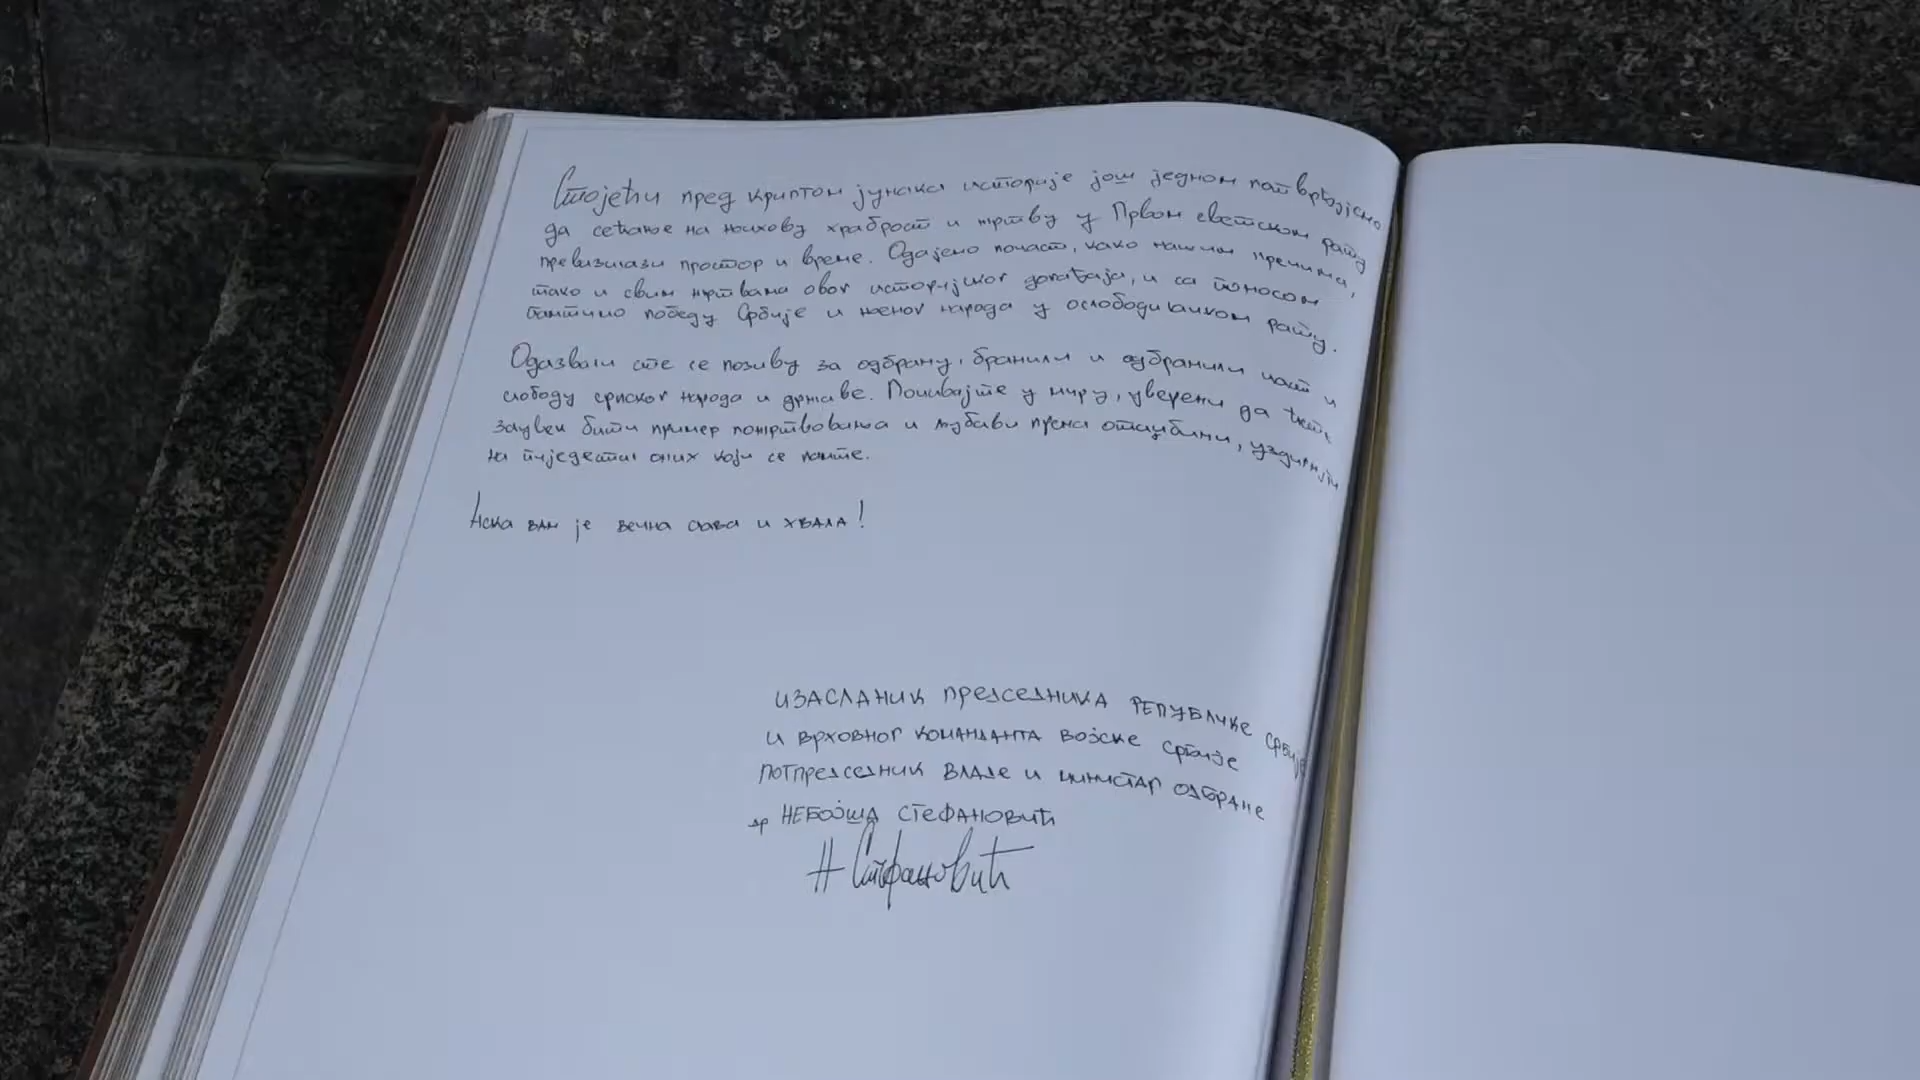 Стојећи пред криптом јунака историје још једном потврђујемо
да сећање на њихову храброст и жртву у Првом светском рату
превазилази простор и време. Одајемо почаст, како нашим прецима,
тако и свим жртвама овог историјског догађаја, и са поносом
баштинимо победу Србије и њеног народа у ослободилачком рату.
Одазвали сте се позиву за одбрану, бранили и одбранили част и
слободу српског народа и државе. Почивајте у миру, уверени да ћете
заувек бити пример пожртвовања и љубави према отаџбини, уздигнути
на пиједестал оних који се памте.
Нека вам је вечна слава и хвала!
ИЗАСЛАНИК ПРЕДСЕДНИКА РЕПУБЛИКЕ СРБИЈЕ
И ВРХОВНОГ КОМАНДАНТА ВОЈСКЕ СРБИЈЕ
ПОТПРЕДСЕДНИК ВЛАДЕ И МИНИСТАР ОДБРАНЕ
др НЕБОЈША СТЕФАНОВИЋ
Н Стефановић